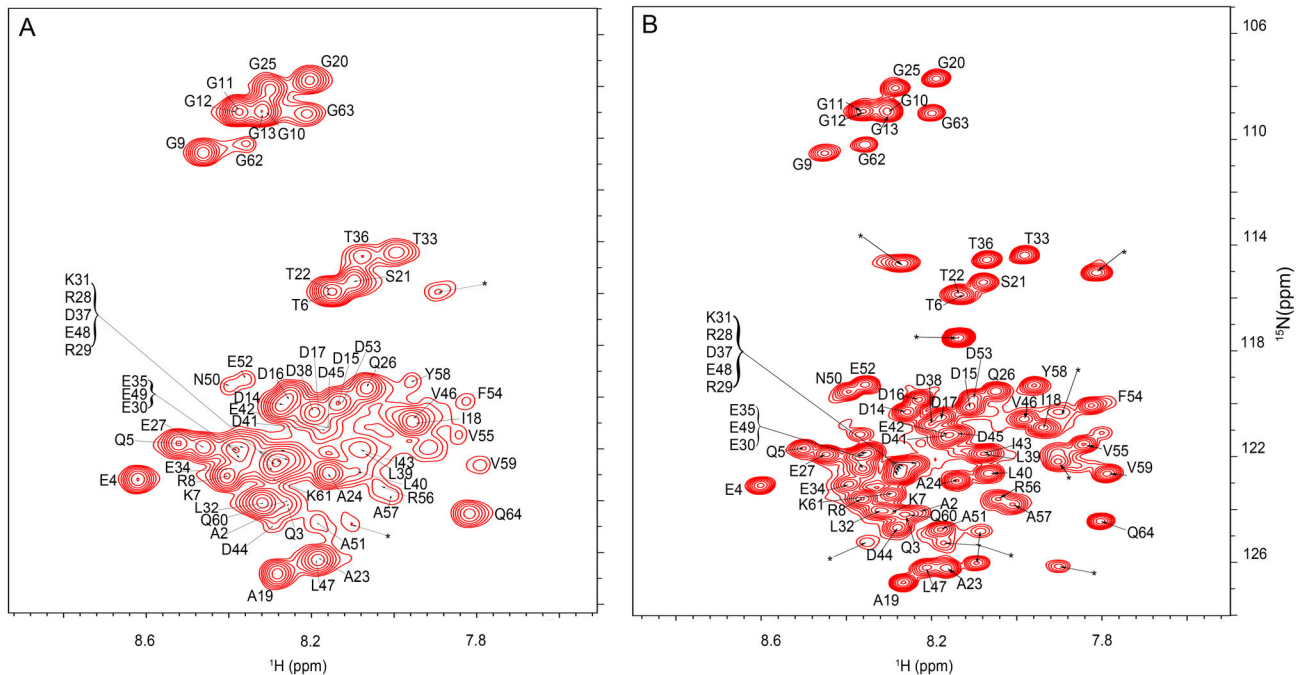 A
G25
G20
G11
G12
G63
G13 G10
G9
G62
T36
T33
T22
S21
T6
*
K31
R28
D37
E48
R29
E35
E49
E30
N50
E52
D16
D17
D38
D45
D15
D53
Q26
Y58
V46
F54
D14
E42
D41
I18
E27
Q5
V55
I43
L39
V59
L40
E4
E34
R8
K7
L32
Q60
A2
D44
K61
A24
R56
A57
Q3
A51
*
Q64
A19
L47
A23
8.6
8.2
7.8
¹H (ppm)
B
G25
G20
G11
G12
G10
G13
G63
G9
G62
*
T36
T33
*
T22
S21
T6
*
K31
R28
D37
E48
R29
E35
E49
E30
N50
E52
D16
D14
D38
D15
D53
Q26
Y58
*
D17
V46
I18
F54
E42
D41
D45
I43
L39
V55
Q5
E27
L40
*
V59
E4
E34
K61
R8
L32
A24
K7
A2
Q60
R56
A51
A57
Q64
*
D44
Q3
*
*
A19
L47
A23
8.6
8.2
7.8
¹H (ppm)
106
110
114
118
122
126
¹⁵N(ppm)